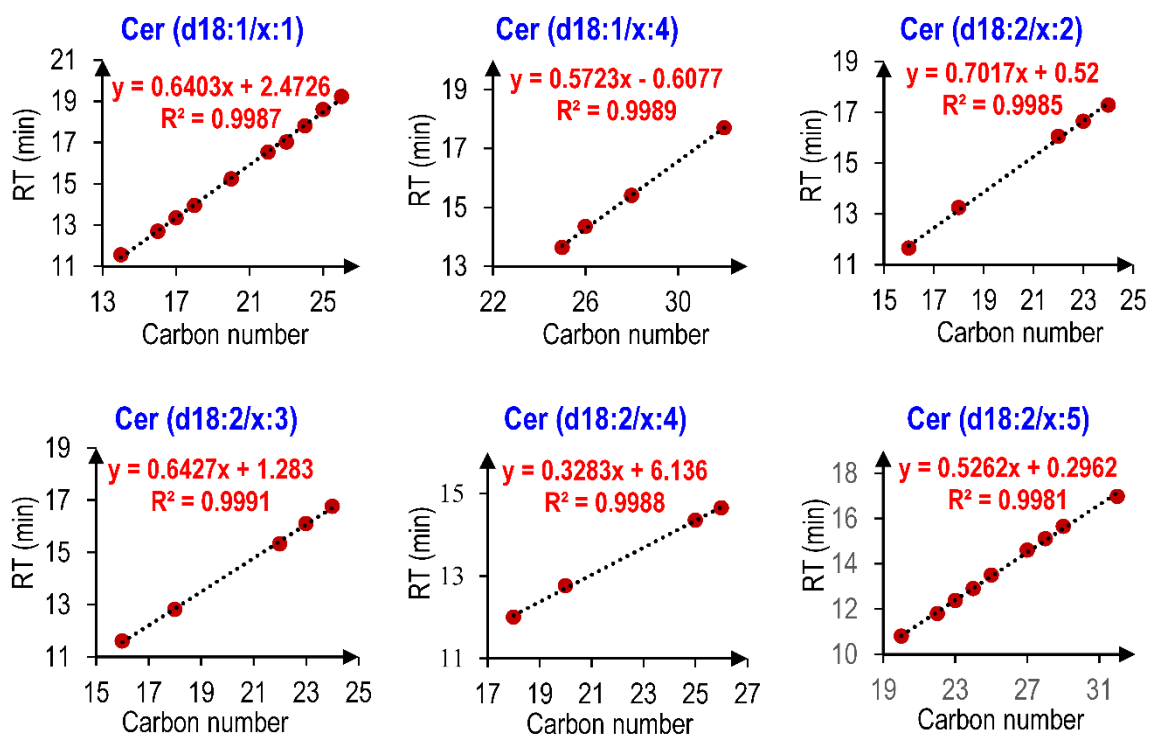 Cer (d18:1/x:1)
y = 0.6403x + 2.4726
R² = 0.9987
RT (min)
21
19
17
15
13
11
13 17 21 25
Carbon number
Cer (d18:1/x:4)
y = 0.5723x - 0.6077
R² = 0.9989
RT (min)
19
17
15
13
22 26 30
Carbon number
Cer (d18:2/x:2)
y = 0.7017x + 0.52
R² = 0.9985
RT (min)
19
17
15
13
11
15 17 19 21 23 25
Carbon number
Cer (d18:2/x:3)
y = 0.6427x + 1.283
R² = 0.9991
RT (min)
19
17
15
13
11
15 17 19 21 23 25
Carbon number
Cer (d18:2/x:4)
y = 0.3283x + 6.136
R² = 0.9988
RT (min)
15
13
11
17 19 21 23 25 27
Carbon number
Cer (d18:2/x:5)
y = 0.5262x + 0.2962
R² = 0.9981
RT (min)
18
16
14
12
10
19 23 27 31
Carbon number